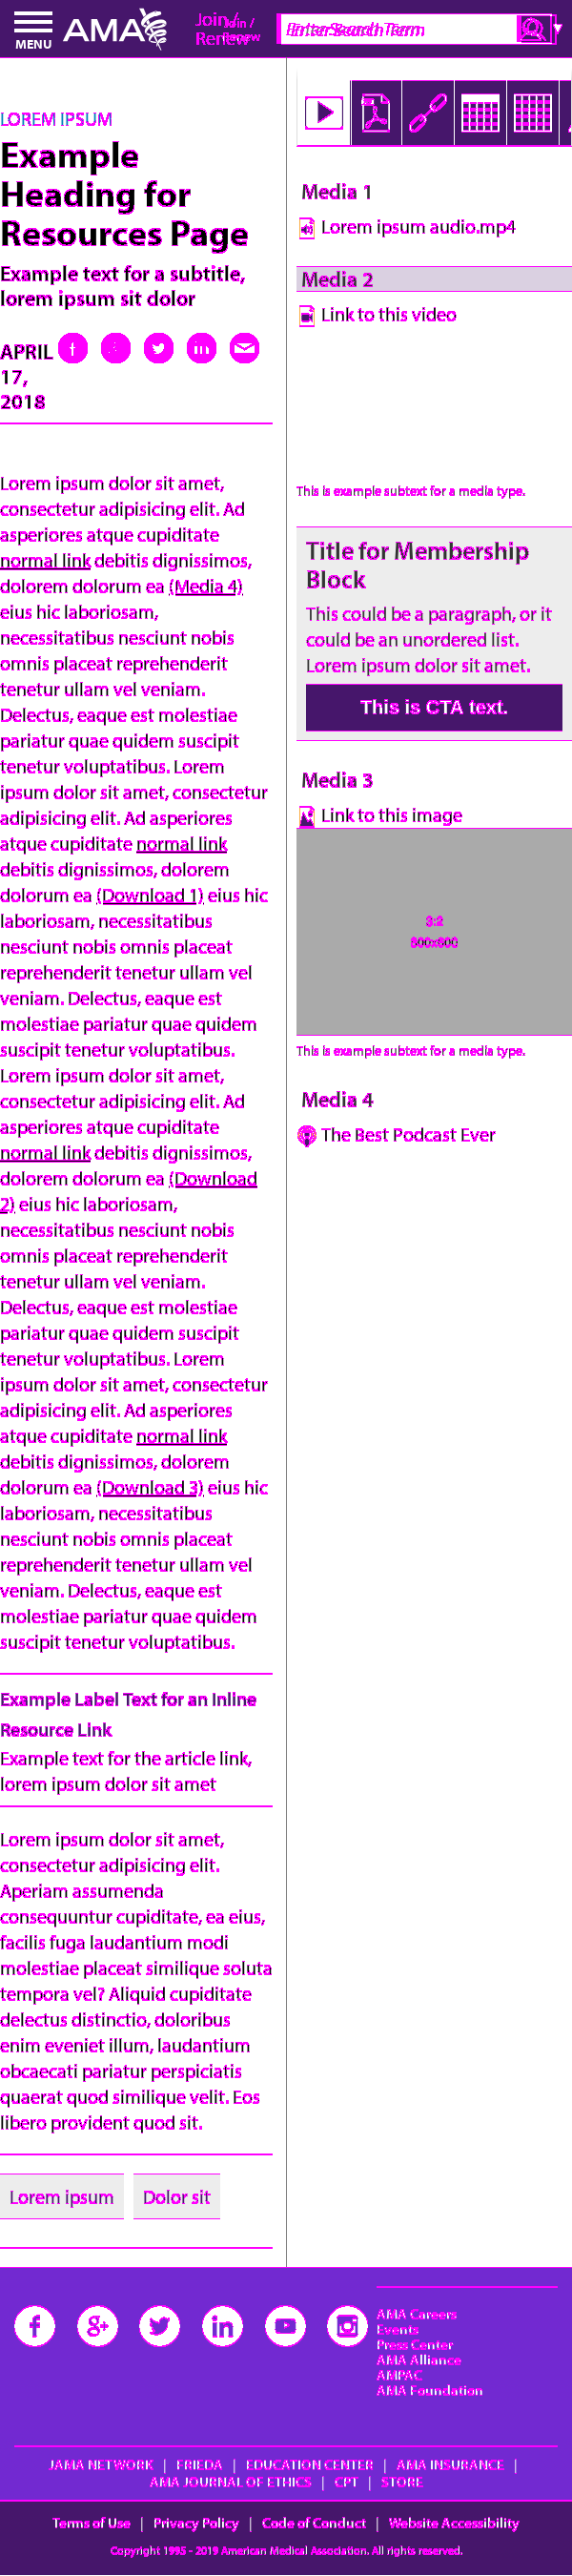 MENU
AMA
Join /
Renew
Enter Search Term
LOREM IPSUM
Example
Heading for
Resources Page
Example text for a subtitle,
lorem ipsum sit dolor
APRIL
17,
2018
Lorem ipsum dolor sit amet,
consectetur adipisicing elit. Ad
asperiores atque cupiditate
normal link debitis dignissimos,
dolorem dolorum ea (Media 4)
eius hic laboriosam,
necessitatibus nesciunt nobis
omnis placeat reprehenderit
tenetur ullam vel veniam.
Delectus, eaque est molestiae
pariatur quae quidem suscipit
tenetur voluptatibus. Lorem
ipsum dolor sit amet, consectetur
adipisicing elit. Ad asperiores
atque cupiditate normal link
debitis dignissimos, dolorem
dolorum ea (Download 1) eius hic
laboriosam, necessitatibus
nesciunt nobis omnis placeat
reprehenderit tenetur ullam vel
veniam. Delectus, eaque est
molestiae pariatur quae quidem
suscipit tenetur voluptatibus.
Lorem ipsum dolor sit amet,
consectetur adipisicing elit. Ad
asperiores atque cupiditate
normal link debitis dignissimos,
dolorem dolorum ea (Download
2) eius hic laboriosam,
necessitatibus nesciunt nobis
omnis placeat reprehenderit
tenetur ullam vel veniam.
Delectus, eaque est molestiae
pariatur quae quidem suscipit
tenetur voluptatibus. Lorem
ipsum dolor sit amet, consectetur
adipisicing elit. Ad asperiores
atque cupiditate normal link
debitis dignissimos, dolorem
dolorum ea (Download 3) eius hic
laboriosam, necessitatibus
nesciunt nobis omnis placeat
reprehenderit tenetur ullam vel
veniam. Delectus, eaque est
molestiae pariatur quae quidem
suscipit tenetur voluptatibus.
Example Label Text for an Inline
Resource Link
Example text for the article link,
lorem ipsum dolor sit amet
Lorem ipsum dolor sit amet,
consectetur adipisicing elit.
Aperiam assumenda
consequuntur cupiditate, ea eius,
facilis fuga laudantium modi
molestiae placeat similique soluta
tempora vel? Aliquid cupiditate
delectus distinctio, doloribus
enim eveniet illum, laudantium
obcaecati pariatur perspiciatis
quaerat quod similique velit. Eos
libero provident quod sit.
Lorem ipsum
Dolor sit
Media 1
Lorem ipsum audio.mp4
Media 2
Link to this video
This is example subtext for a media type.
Title for Membership
Block
This could be a paragraph, or it
could be an unordered list.
Lorem ipsum dolor sit amet.
This is CTA text.
Media 3
Link to this image
3:2
600x600
This is example subtext for a media type.
Media 4
The Best Podcast Ever
AMA Careers
Events
Press Center
AMA Alliance
AMPAC
AMA Foundation
JAMA NETWORK | FRIEDA | EDUCATION CENTER | AMA INSURANCE |
AMA JOURNAL OF ETHICS | CPT | STORE
Terms of Use | Privacy Policy | Code of Conduct | Website Accessibility
Copyright 1995 - 2019 American Medical Association. All rights reserved.